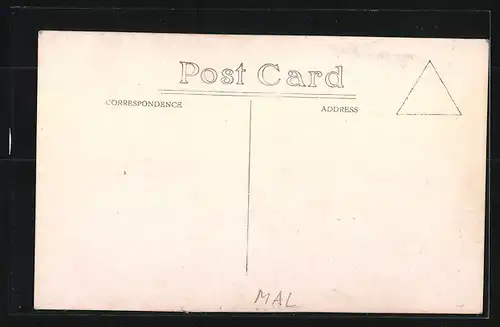 Post Card
CORRESPONDENCE
ADDRESS
MAL